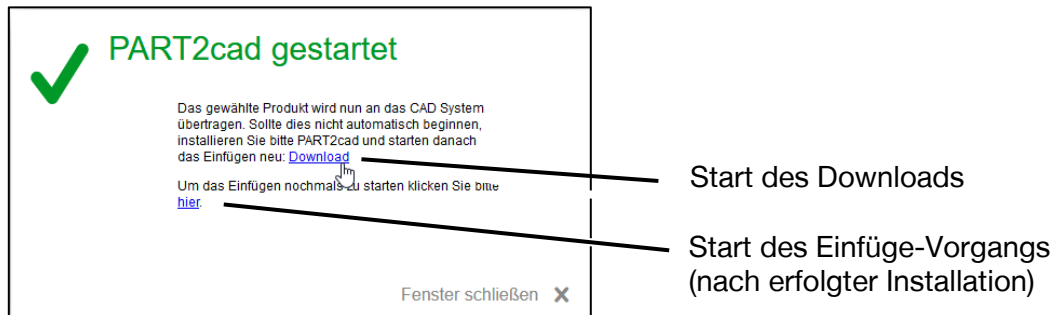 PART2cad gestartet
Das gewählte Produkt wird nun an das CAD System
übertragen. Sollte dies nicht automatisch beginnen,
installieren Sie bitte PART2cad und starten danach
das Einfügen neu: Download
Um das Einfügen nochmals zu starten klicken Sie bitte
hier.
Fenster schließen X
Start des Downloads
Start des Einfüge-Vorgangs
(nach erfolgter Installation)